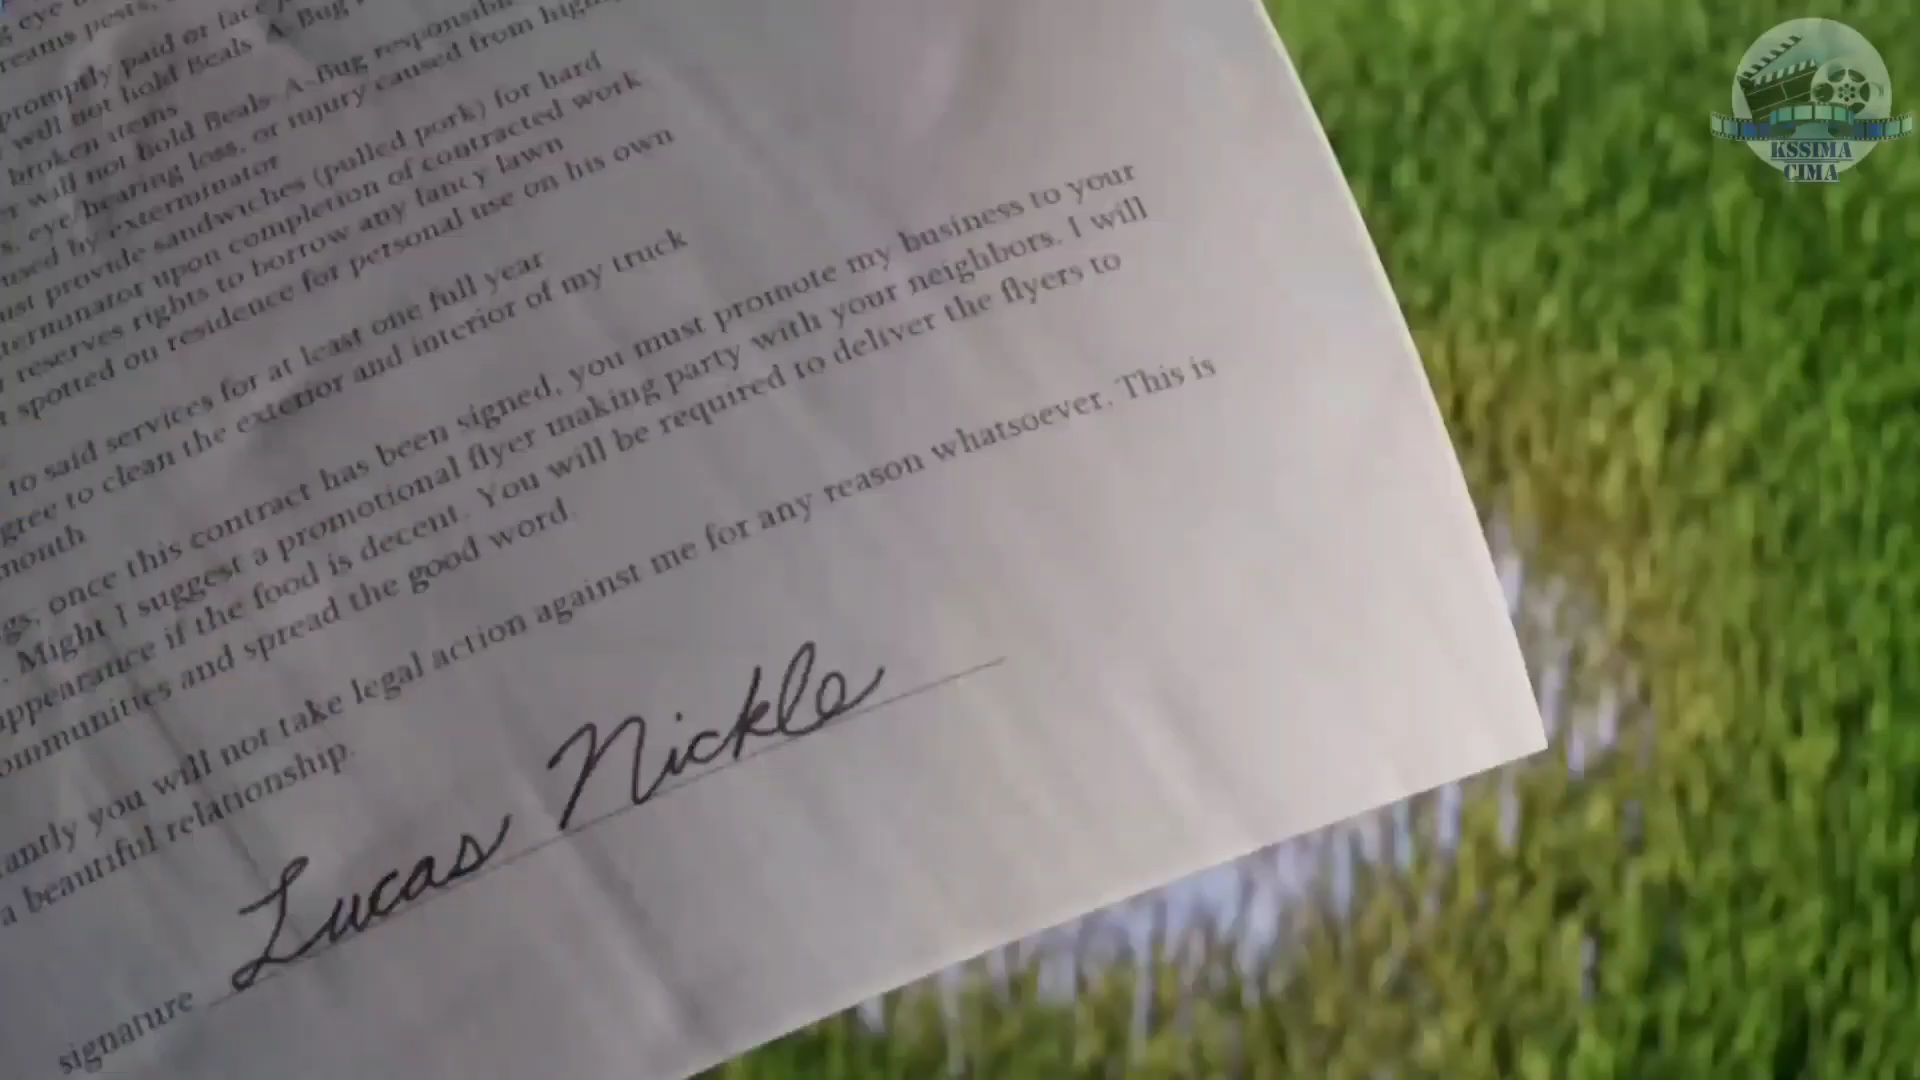 reams pests,
promptly paid or face
will not hold Beals-A-Bug
broken items
will not hold Beals-A-Bug responsible
eye/hearing loss, or injury caused from high
used by exterminator
provide sandwiches (pulled pork) for hard
upon completion of contracted work
reserves rights to borrow any fancy lawn
spotted on residence for personal use on his own
to said services for at least one full year
to clean the exterior and interior of my truck
month
once this contract has been signed, you must promote my business to your
. Might I suggest a promotional flyer making party with your neighbors. I will
appearance if the food is decent. You will be required to deliver the flyers to
and spread the good word.
you will not take legal action against me for any reason whatsoever. This is
a beautiful relationship.
signature Lucas Nickle
KSSIMA
CIMA